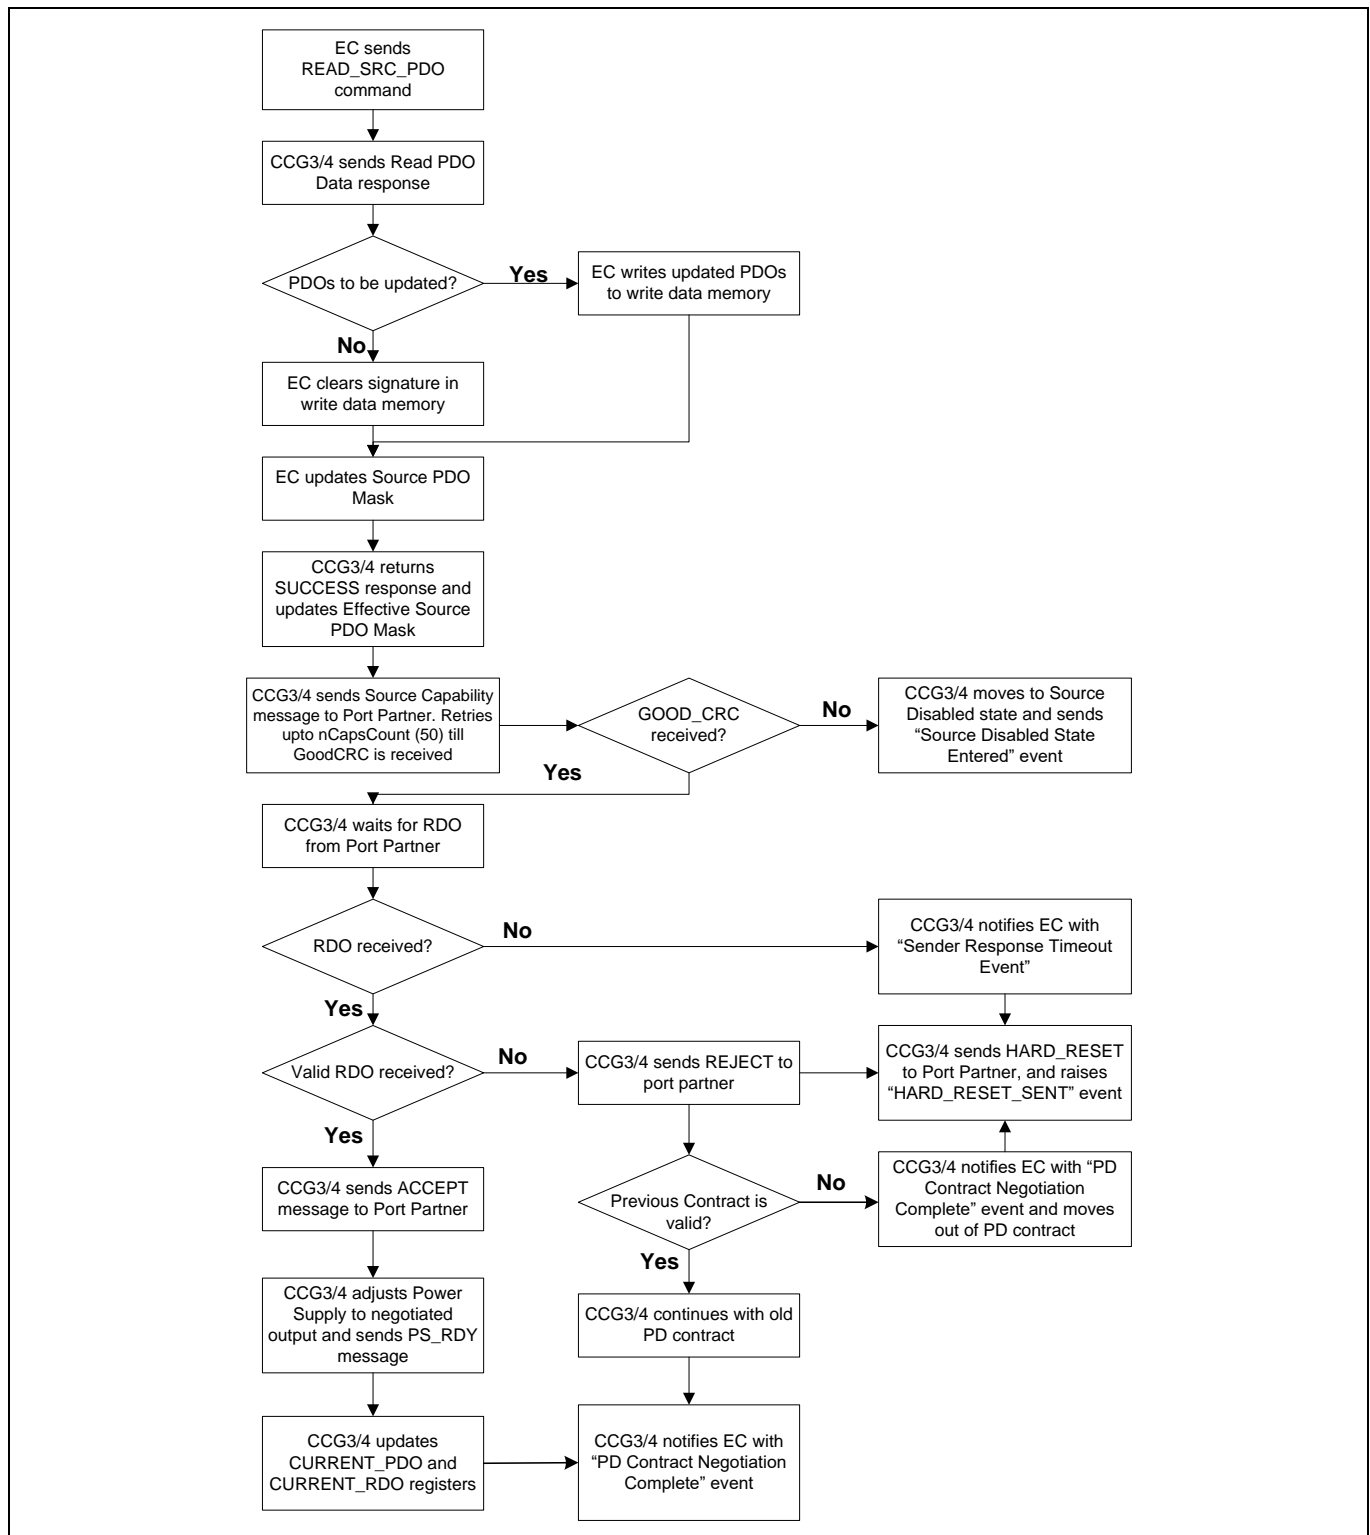 EC sends
READ_SRC_PDO
command
CCG3/4 sends Read PDO
Data response
PDOs to be updated?
Yes
EC writes updated PDOs
to write data memory
No
EC clears signature in
write data memory
EC updates Source PDO
Mask
CCG3/4 returns
SUCCESS response and
updates Effective Source
PDO Mask
CCG3/4 sends Source Capability
message to Port Partner. Retries
upto nCapsCount (50) till
GoodCRC is received
GOOD_CRC
received?
No
CCG3/4 moves to Source
Disabled state and sends
“Source Disabled State
Entered” event
Yes
CCG3/4 waits for RDO
from Port Partner
RDO received?
No
CCG3/4 notifies EC with
“Sender Response Timeout
Event”
Yes
Valid RDO received?
No
CCG3/4 sends REJECT to
port partner
CCG3/4 sends HARD_RESET
to Port Partner, and raises
“HARD_RESET_SENT” event
Yes
CCG3/4 sends ACCEPT
message to Port Partner
Previous Contract is
valid?
No
CCG3/4 notifies EC with “PD
Contract Negotiation
Complete” event and moves
out of PD contract
Yes
CCG3/4 adjusts Power
Supply to negotiated
output and sends PS_RDY
message
CCG3/4 continues with old
PD contract
CCG3/4 updates
CURRENT_PDO and
CURRENT_RDO registers
CCG3/4 notifies EC with
“PD Contract Negotiation
Complete” event